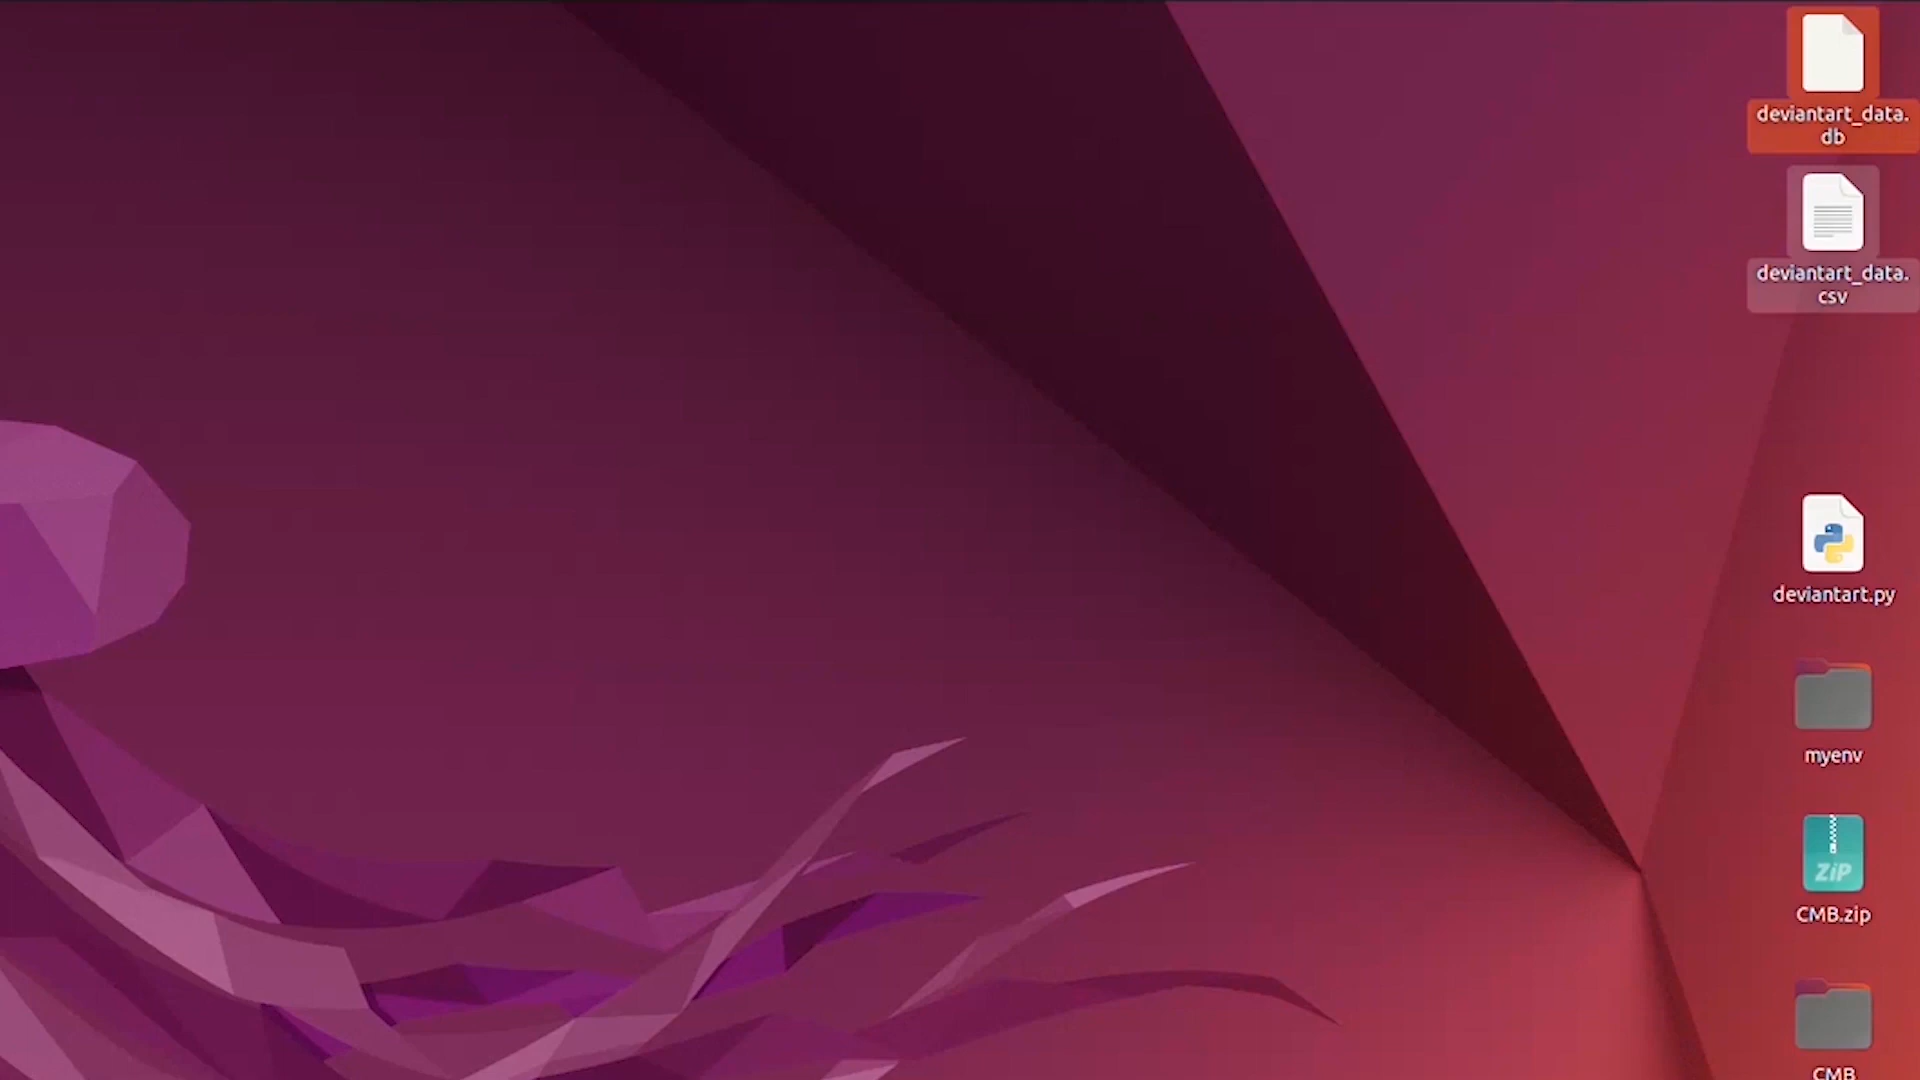 deviantart_data.
db
deviantart_data.
csv
deviantart.py
myenv
ZiP
CMB.zip
CMB